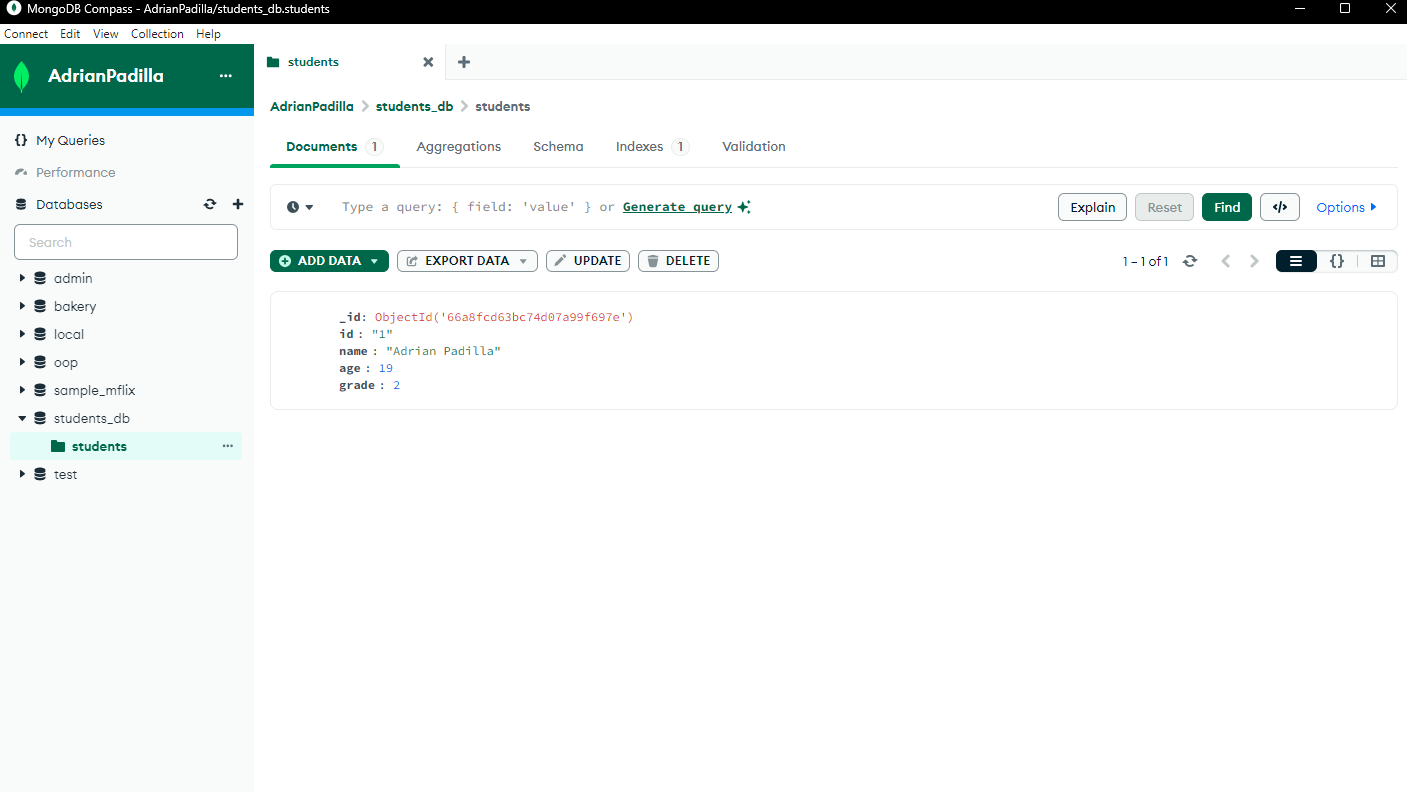 MongoDB Compass - AdrianPadilla/students_db.students
Connect Edit View Collection Help
AdrianPadilla
My Queries
Performance
Databases
Search
admin
bakery
local
oop
sample_mflix
students_db
students
test
students
AdrianPadilla > students_db > students
Documents 1 Aggregations Schema Indexes 1 Validation
Type a query: { field: 'value' } or Generate query
Explain Reset Find </> Options
ADD DATA EXPORT DATA UPDATE DELETE
1 – 1 of 1
_id: ObjectId('66a8fcd63bc74d07a99f697e')
id : "1"
name : "Adrian Padilla"
age : 19
grade : 2